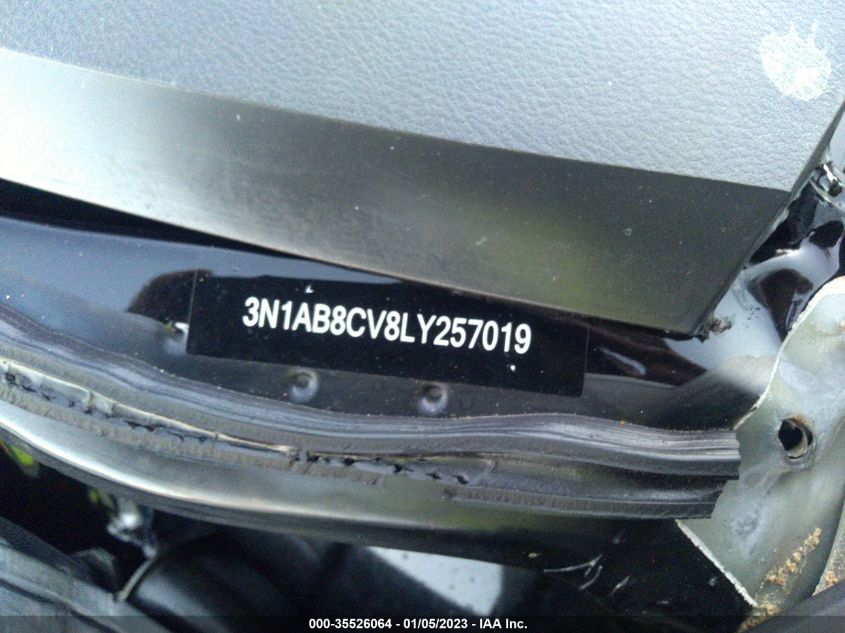 3N1AB8CV8LY257019
000-35526064 - 01/05/2023 - IAA Inc.